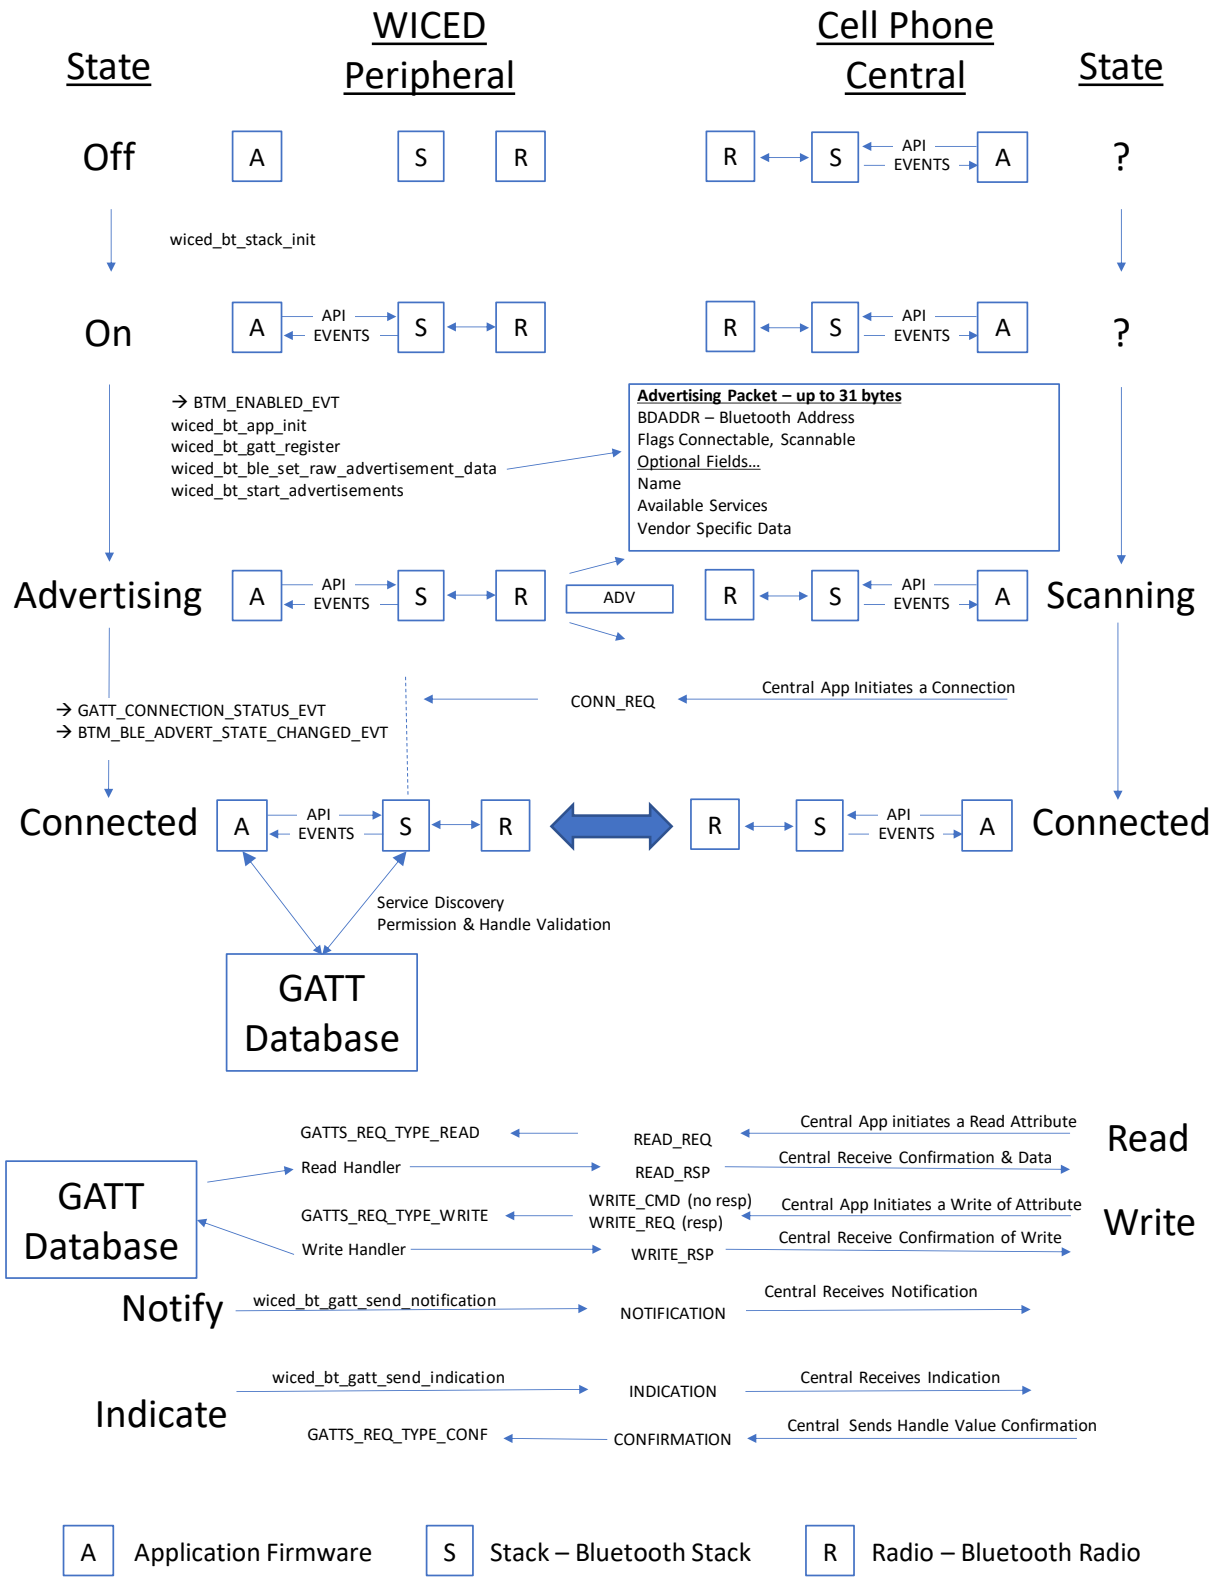 WICED
Peripheral
Cell Phone
Central
State
State
Off
A
S
R
R
S
API
EVENTS
A
?
wiced_bt_stack_init
On
A
API
EVENTS
S
R
R
S
API
EVENTS
A
?
→ BTM_ENABLED_EVT
wiced_bt_app_init
wiced_bt_gatt_register
wiced_bt_ble_set_raw_advertisement_data
wiced_bt_start_advertisements
Advertising Packet – up to 31 bytes
BDADDR – Bluetooth Address
Flags Connectable, Scannable
Optional Fields...
Name
Available Services
Vendor Specific Data
Advertising
A
API
EVENTS
S
R
ADV
R
S
API
EVENTS
A
Scanning
Central App Initiates a Connection
CONN_REQ
→ GATT_CONNECTION_STATUS_EVT
→ BTM_BLE_ADVERT_STATE_CHANGED_EVT
Connected
A
API
EVENTS
S
R
R
S
API
EVENTS
A
Connected
Service Discovery
Permission & Handle Validation
GATT
Database
GATTS_REQ_TYPE_READ
READ_REQ
Central App initiates a Read Attribute
Read
Read Handler
READ_RSP
Central Receive Confirmation & Data
GATT
Database
GATTS_REQ_TYPE_WRITE
WRITE_CMD (no resp)
WRITE_REQ (resp)
Central App Initiates a Write of Attribute
Write
Write Handler
WRITE_RSP
Central Receive Confirmation of Write
Notify
wiced_bt_gatt_send_notification
NOTIFICATION
Central Receives Notification
Indicate
wiced_bt_gatt_send_indication
INDICATION
Central Receives Indication
GATTS_REQ_TYPE_CONF
CONFIRMATION
Central Sends Handle Value Confirmation
A
Application Firmware
S
Stack – Bluetooth Stack
R
Radio – Bluetooth Radio